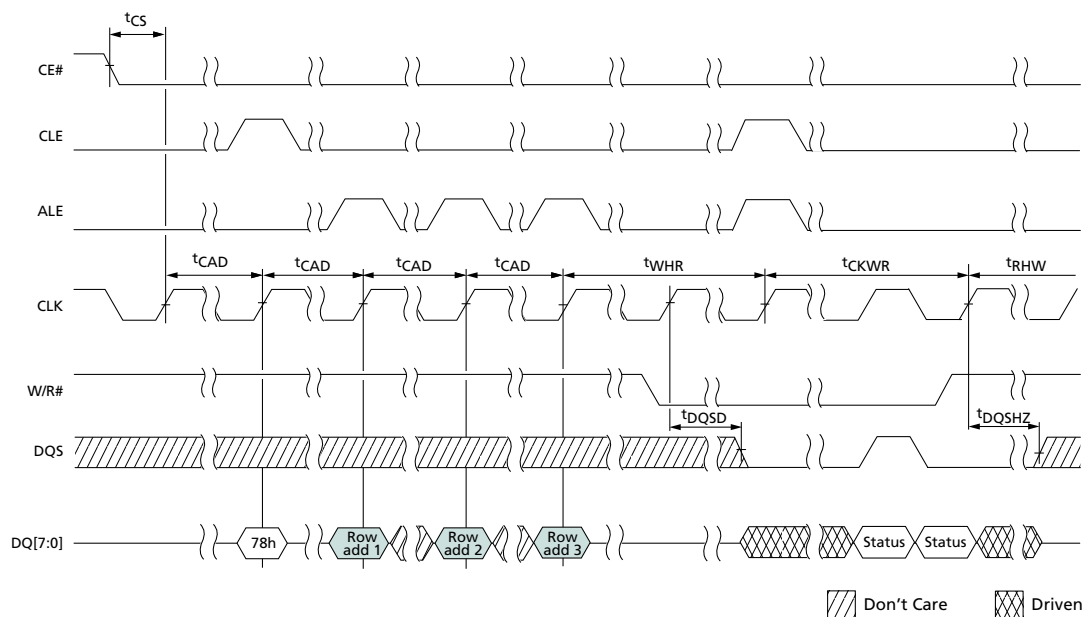 tCS
CE#
CLE
ALE
tCAD tCAD tCAD tCAD tWHR tCKWR tRHW
CLK
W/R#
tDQSD tDQSHZ
DQS
DQ[7:0] 78h Row add 1 Row add 2 Row add 3 Status Status
Don't Care Driven